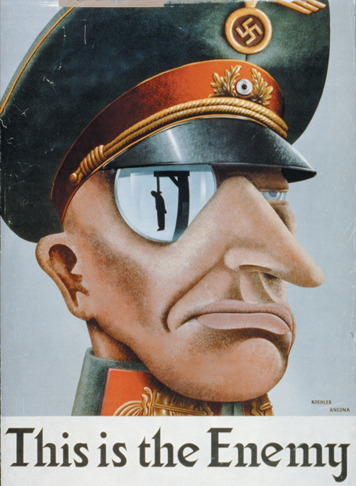 KOEHLER
ANCONA
This is the Enemy